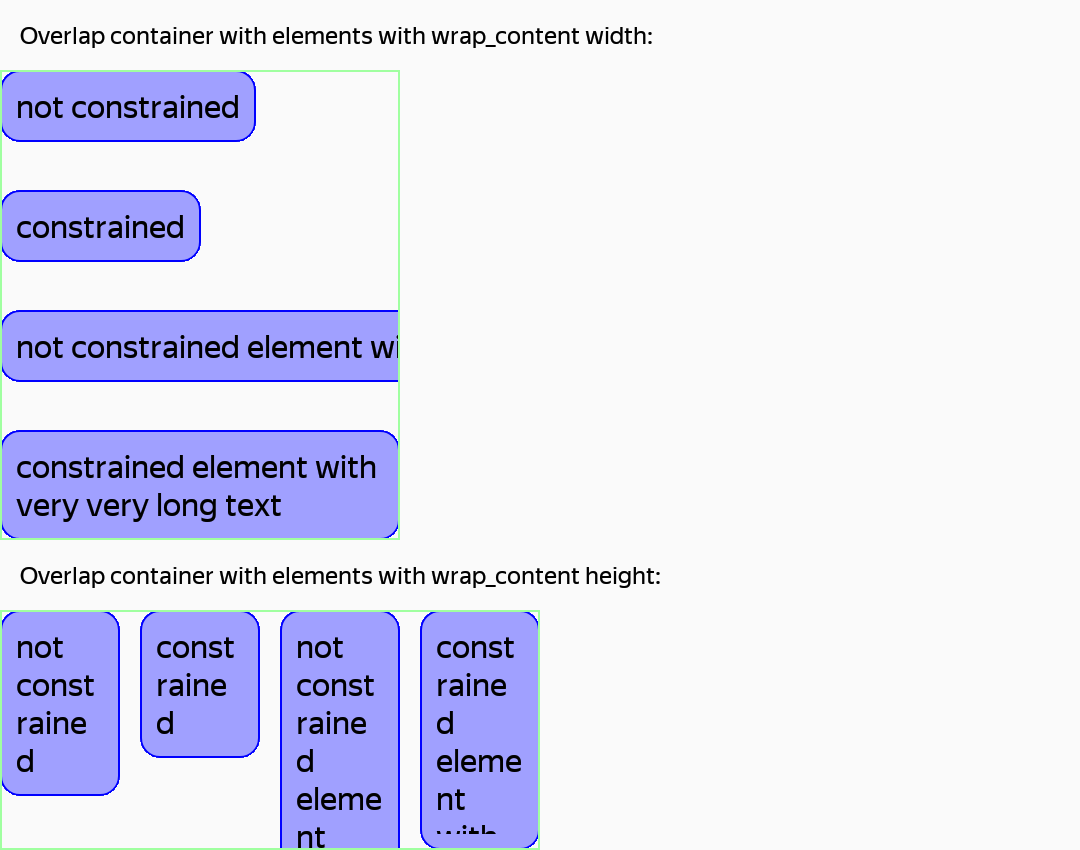 Overlap container with elements with wrap_content width:
not constrained
constrained
not constrained element wi
constrained element with
very very long text
Overlap container with elements with wrap_content height:
not
const
raine
d
const
raine
d
not
const
raine
d
eleme
nt
const
raine
d
eleme
nt
with